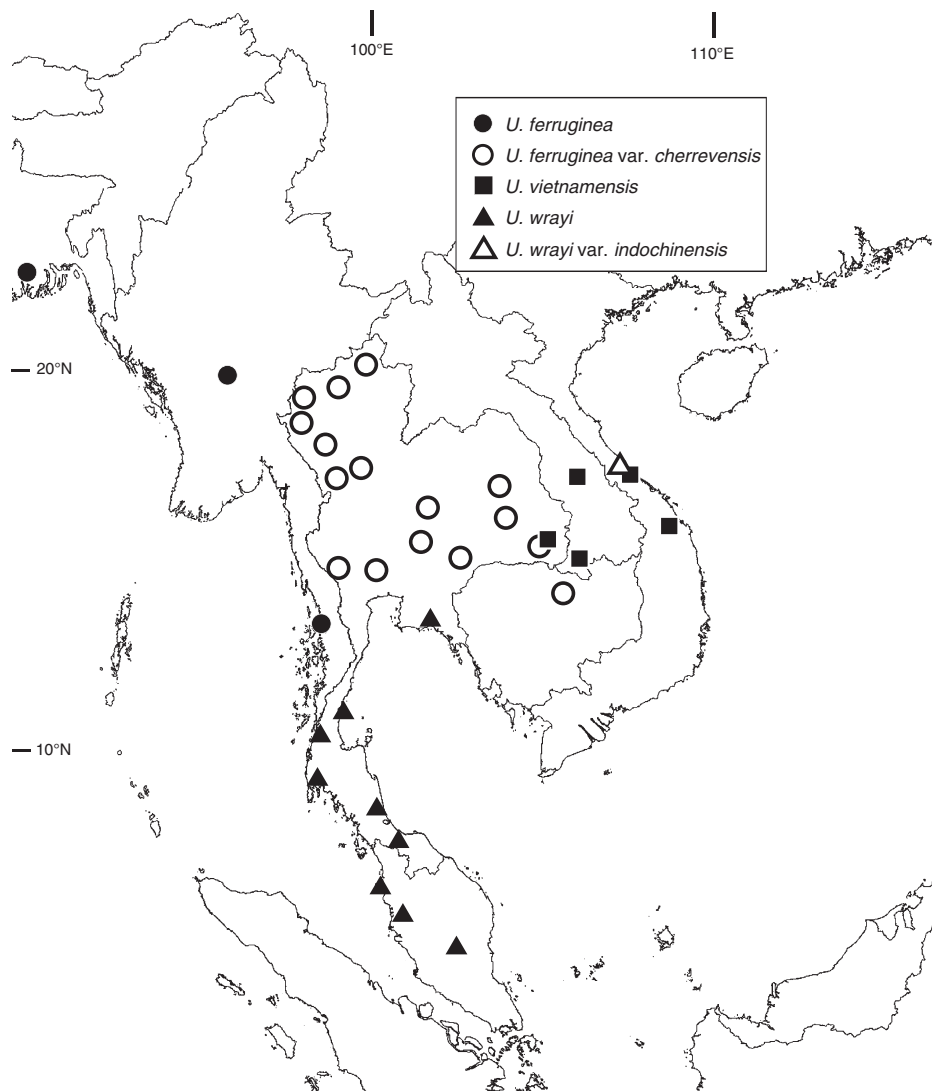 100°E
110°E
U. ferruginea
U. ferruginea var. cherrevensis
U. vietnamensis
U. wrayi
U. wrayi var. indochinensis
20°N
10°N